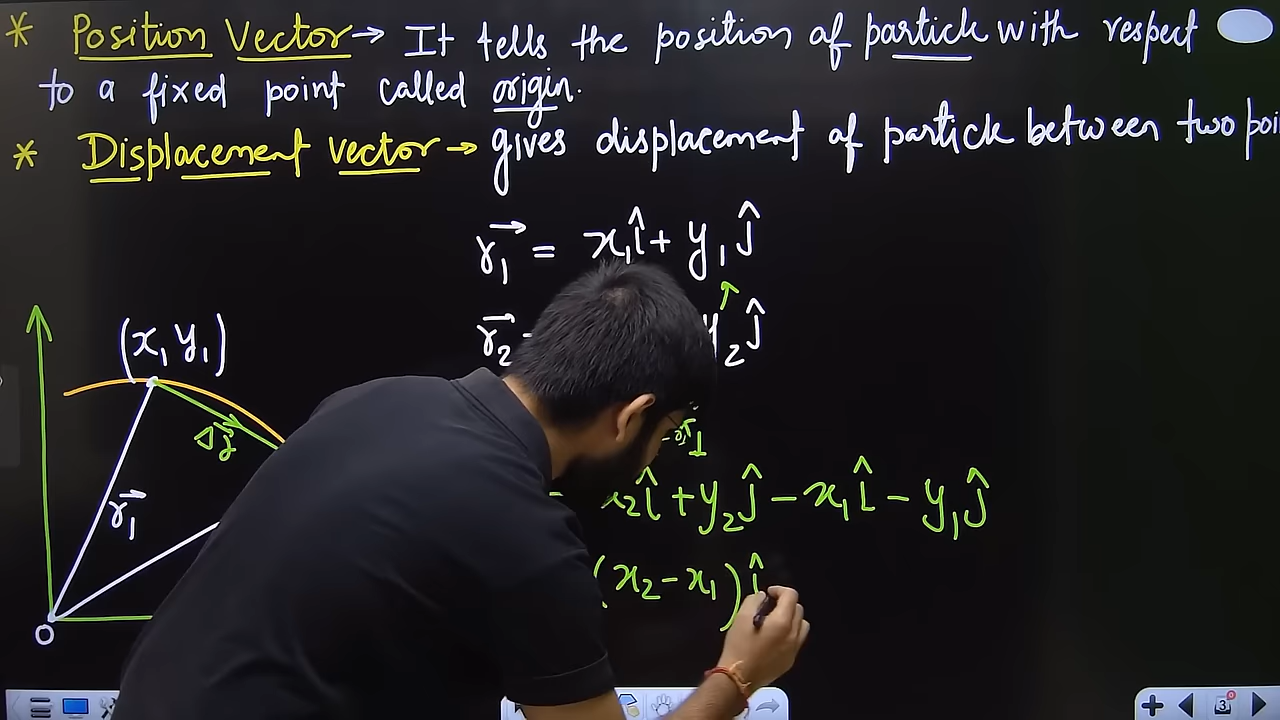 * Position Vector → It tells the position of particle with respect
to a fixed point called origin.
* Displacement vector → gives displacement of particle between two poi
r₁⃗ = x₁î + y₁ĵ
r₂⃗ y₂ĵ
(x₁ y₁)
Δr⃗
x₂î + y₂ĵ - x₁î - y₁ĵ
r₁⃗
(x₂ - x₁)î
O
3